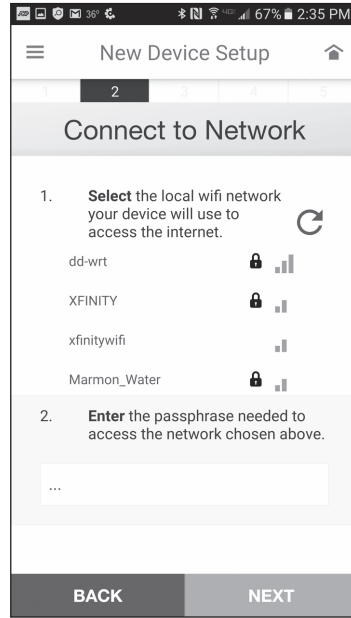 36° 4G 67% 2:35 PM
New Device Setup
1 2 3 4 5
Connect to Network
1. Select the local wifi network
your device will use to
access the internet.
dd-wrt
XFINITY
xfinitywifi
Marmon_Water
2. Enter the passphrase needed to
access the network chosen above.
...
BACK NEXT